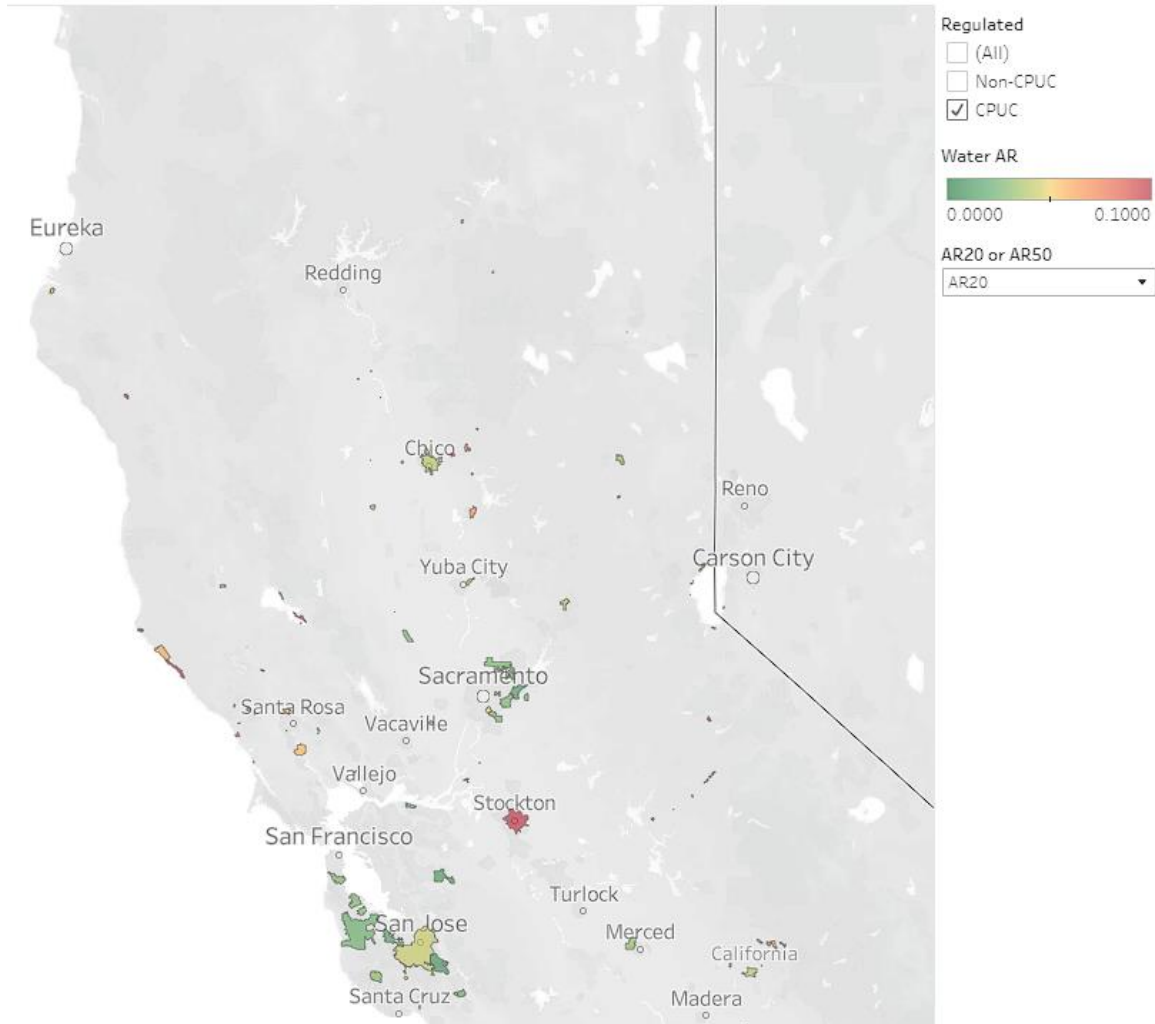 Regulated
(All)
Non-CPUC
CPUC
Water AR
0.0000 0.1000
AR20 or AR50
AR20
Eureka
Redding
Chico
Reno
Carson City
Yuba City
Sacramento
Santa Rosa
Vacaville
Vallejo
Stockton
San Francisco
Turlock
San Jose
Merced
California
Santa Cruz
Madera